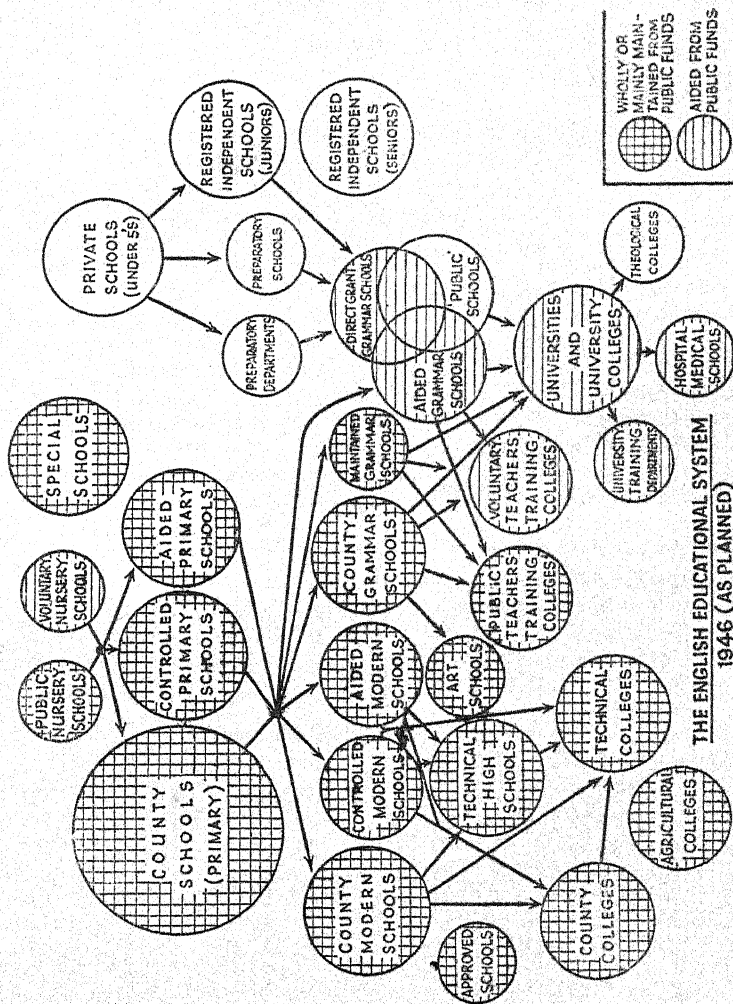 PRIVATE
SCHOOLS
(UNDER 5'S)
REGISTERED
INDEPENDENT
SCHOOLS
(JUNIORS)
REGISTERED
INDEPENDENT
SCHOOLS
(SENIORS)
PREPARATORY
SCHOOLS
PREPARATORY
DEPARTMENTS
SPECIAL
SCHOOLS
VOLUNTARY
NURSERY
SCHOOLS
PUBLIC
NURSERY
SCHOOLS
AIDED
PRIMARY
SCHOOLS
CONTROLLED
PRIMARY
SCHOOLS
COUNTY
SCHOOLS
(PRIMARY)
DIRECT GRANT
GRAMMAR SCHOOLS
PUBLIC
SCHOOLS
AIDED
GRAMMAR
SCHOOLS
MAINTAINED
GRAMMAR
SCHOOLS
COUNTY
GRAMMAR
SCHOOLS
AIDED
MODERN
SCHOOLS
CONTROLLED
MODERN
SCHOOLS
COUNTY
MODERN
SCHOOLS
APPROVED
SCHOOLS
ART
SCHOOLS
TECHNICAL
HIGH
SCHOOLS
PUBLIC
TEACHERS
TRAINING
COLLEGES
VOLUNTARY
TEACHERS
TRAINING
COLLEGES
UNIVERSITIES
AND
UNIVERSITY
COLLEGES
THEOLOGICAL
COLLEGES
HOSPITAL
MEDICAL
SCHOOLS
UNIVERSITY
TRAINING
DEPARTMENTS
TECHNICAL
COLLEGES
AGRICULTURAL
COLLEGES
COUNTY
COLLEGES
WHOLLY OR
MAINLY MAIN-
TAINED FROM
PUBLIC FUNDS
AIDED FROM
PUBLIC FUNDS
THE ENGLISH EDUCATIONAL SYSTEM
1946 (AS PLANNED)